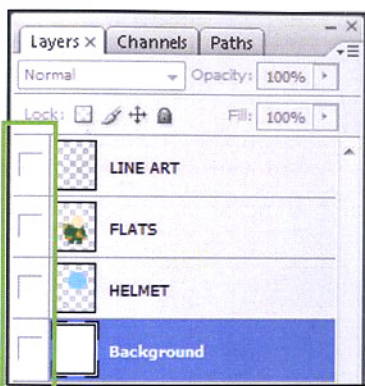 Layers × Channels Paths
Normal Opacity: 100%
Lock: Fill: 100%
LINE ART
FLATS
HELMET
Background